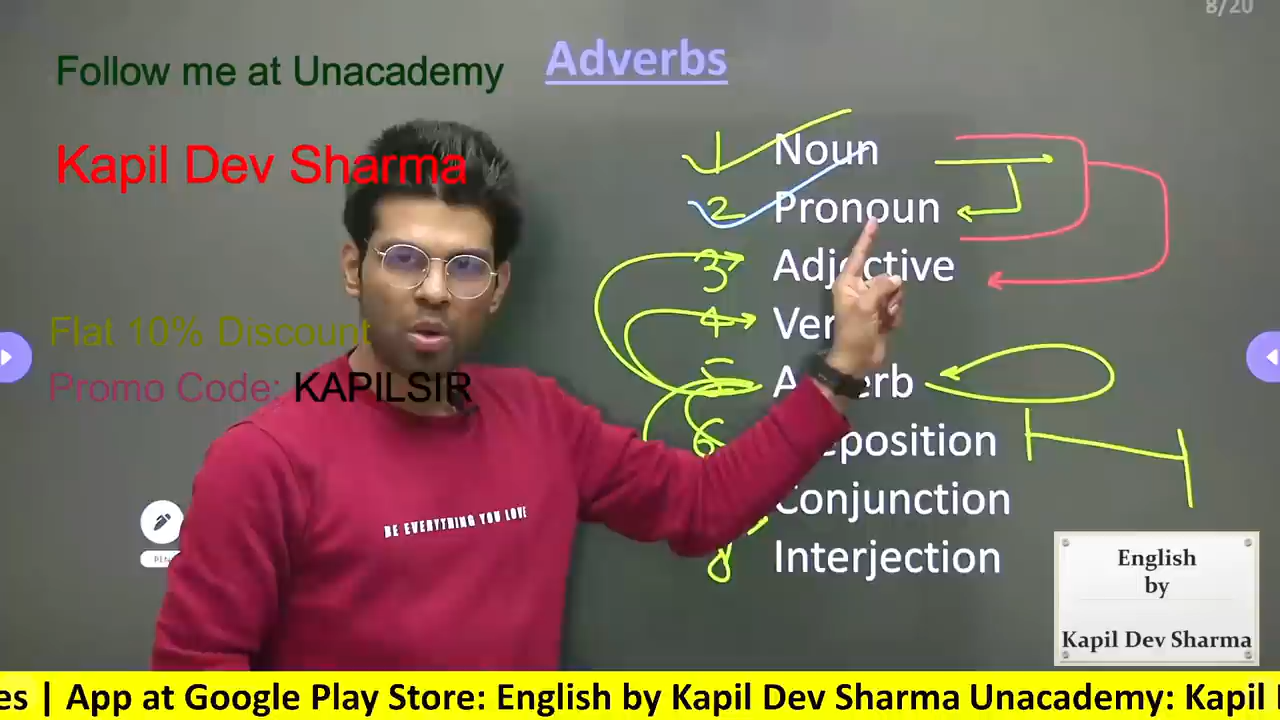 8/20
Adverbs
Follow me at Unacademy
Kapil Dev Sharma
1 Noun
2 Pronoun
3 Adjective
4 Ver
5 A erb
6 eposition
Conjunction
8 Interjection
Flat 10% Discount
Promo Code: KAPILSIR
BE EVERYTHING YOU LOVE
PEN
English
by
Kapil Dev Sharma
es | App at Google Play Store: English by Kapil Dev Sharma Unacademy: Kapil